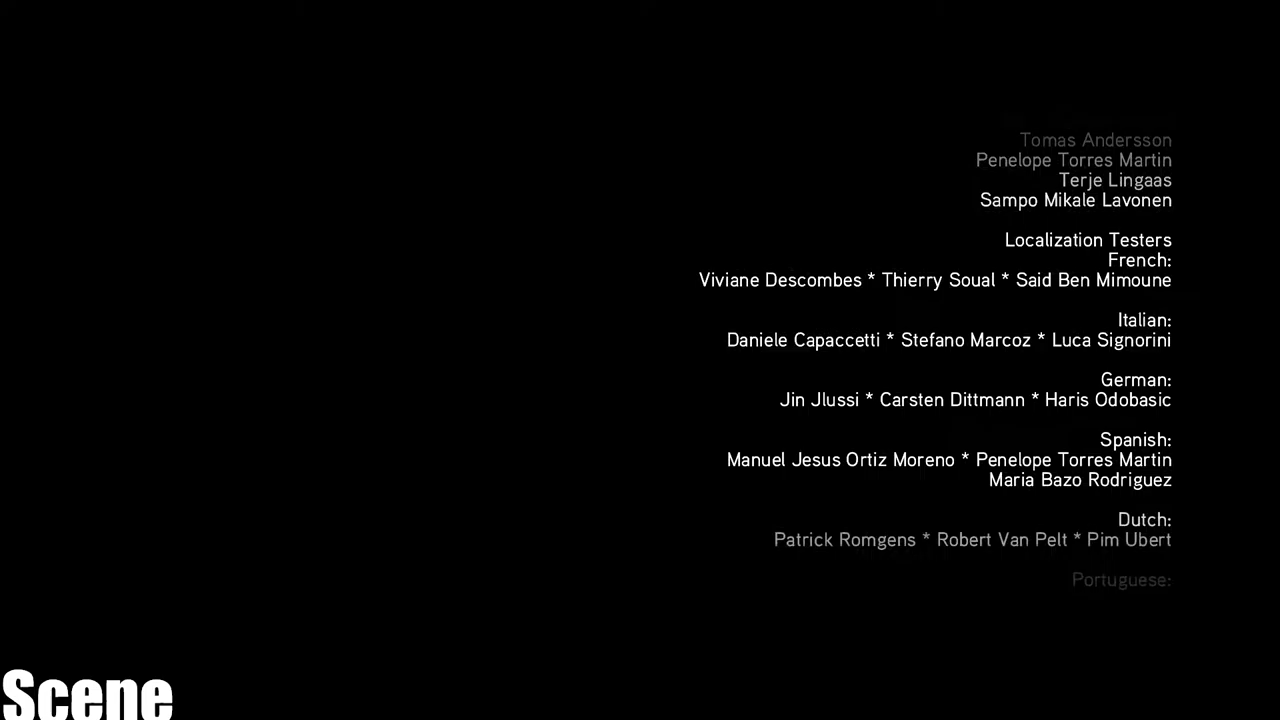 Tomas Andersson
Penelope Torres Martin
Terje Lingaas
Sampo Mikale Lavonen
Localization Testers
French:
Viviane Descombes * Thierry Soual * Said Ben Mimoune
Italian:
Daniele Capaccetti * Stefano Marcoz * Luca Signorini
German:
Jin Jlussi * Carsten Dittmann * Haris Odobasic
Spanish:
Manuel Jesus Ortiz Moreno * Penelope Torres Martin
Maria Bazo Rodriguez
Dutch:
Patrick Romgens * Robert Van Pelt * Pim Ubert
Portuguese:
Scene